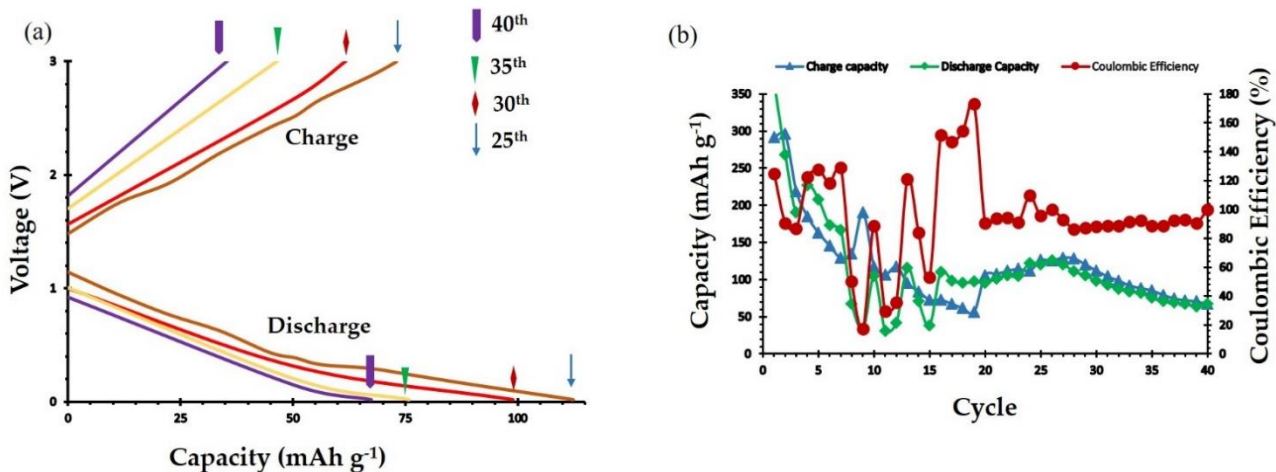 (a)
40th
35th
30th
25th
Charge
Discharge
Voltage (V)
3
2
1
0
0 25 50 75 100
Capacity (mAh g-1)
(b)
Charge capacity Discharge Capacity Coulombic Efficiency
Capacity (mAh g-1)
350
300
250
200
150
100
50
0
180
160
140
120
100
80
60
40
20
0
Coulombic Efficiency (%)
0 5 10 15 20 25 30 35 40
Cycle